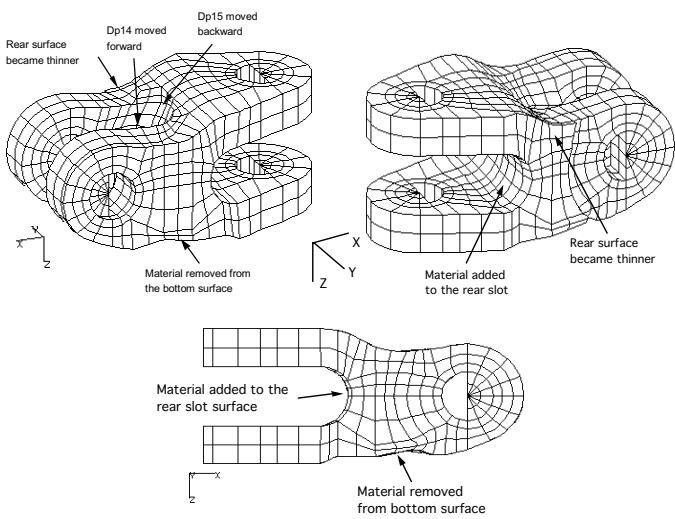 Dp15 moved
backward
Dp14 moved
forward
Rear surface
became thinner
Y
X
Z
Material removed from
the bottom surface
X
Y
Z
Material added
to the rear slot
Rear surface
became thinner
Material added to the
rear slot surface
Y
X
Z
Material removed
from bottom surface